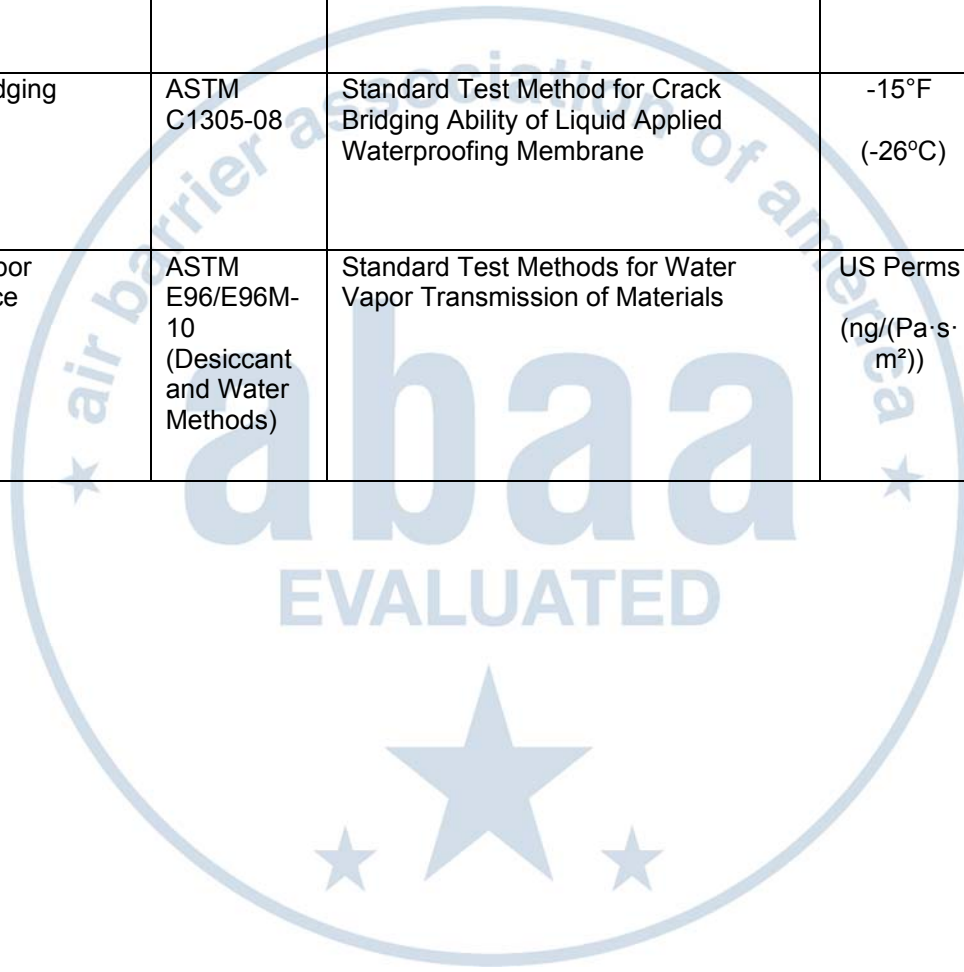 dging
ASTM
C1305-08
Standard Test Method for Crack
Bridging Ability of Liquid Applied
Waterproofing Membrane
-15°F
(-26ºC)
ce
ASTM
E96/E96M-
10
(Desiccant
and Water
Methods)
Standard Test Methods for Water
Vapor Transmission of Materials
US Perms
(ng/(Pa·s·
m²))
air barrier association of america
abaa
EVALUATED